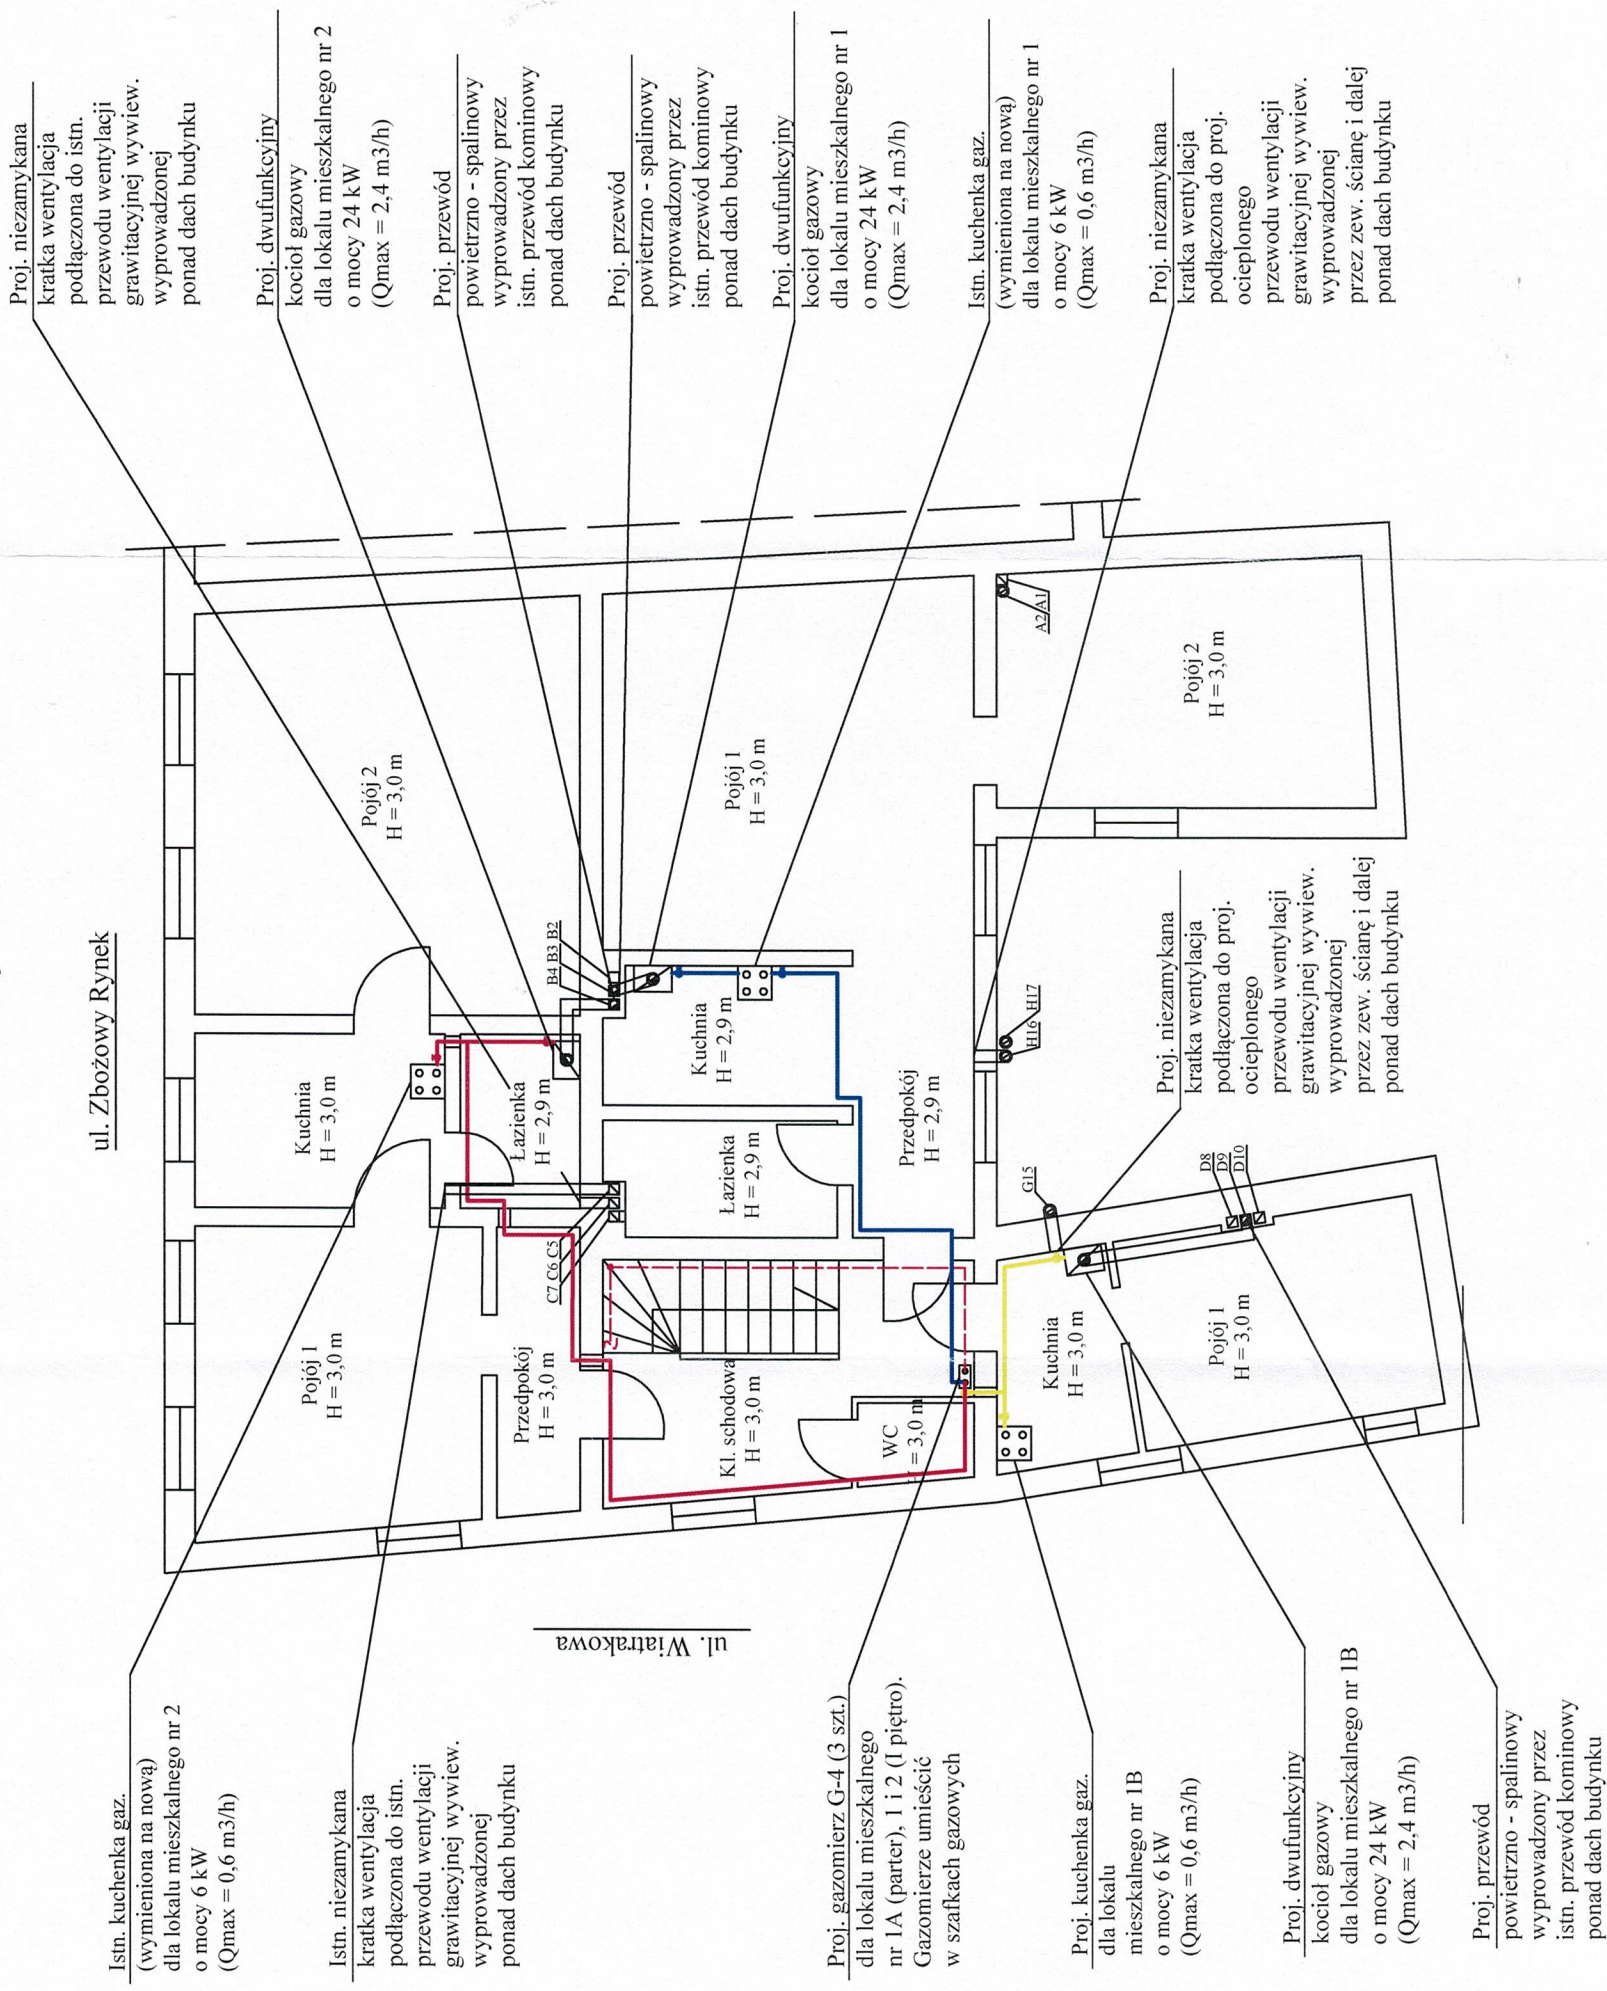 Istn. kuchenka gaz.
(wymieniona na nową)
dla lokalu mieszkalnego nr 2
o mocy 6 kW
(Qmax = 0,6 m3/h)
Istn. niezamykana
kratka wentylacja
podłączona do istn.
przewodu wentylacji
grawitacyjnej wywiew.
wyprowadzonej
ponad dach budynku
Proj. gazomierz G-4 (3 szt.)
dla lokalu mieszkalnego
nr 1A (parter), 1 i 2 (I piętro).
Gazomierze umieścić
w szafkach gazowych
Proj. kuchenka gaz.
dla lokalu
mieszkalnego nr 1B
o mocy 6 kW
(Qmax = 0,6 m3/h)
Proj. dwufunkcyjny
kocioł gazowy
dla lokalu mieszkalnego nr 1B
o mocy 24 kW
(Qmax = 2,4 m3/h)
Proj. przewód
powietrzno - spalinowy
wyprowadzony przez
istn. przewód kominowy
ponad dach budynku
ul. Zbożowy Rynek
ul. Wiatrakowa
Pojój 1
H = 3,0 m
Kuchnia
H = 3,0 m
Pojój 2
H = 3,0 m
Przedpokój
H = 3,0 m
Łazienka
H = 2,9 m
C7 C6 C5
B4 B3 B2
Kl. schodowa
H = 3,0 m
Łazienka
H = 2,9 m
Kuchnia
H = 2,9 m
Pojój 1
H = 3,0 m
WC
= 3,0 m
Przedpokój
H = 2,9 m
G15
H16 H17
A2 A1
Kuchnia
H = 3,0 m
D8
D9
D10
Pojój 1
H = 3,0 m
Pojój 2
H = 3,0 m
Proj. niezamykana
kratka wentylacja
podłączona do proj.
ocieplonego
przewodu wentylacji
grawitacyjnej wywiew.
wyprowadzonej
przez zew. ścianę i dalej
ponad dach budynku
Proj. niezamykana
kratka wentylacja
podłączona do istn.
przewodu wentylacji
grawitacyjnej wywiew.
wyprowadzonej
ponad dach budynku
Proj. dwufunkcyjny
kocioł gazowy
dla lokalu mieszkalnego nr 2
o mocy 24 kW
(Qmax = 2,4 m3/h)
Proj. przewód
powietrzno - spalinowy
wyprowadzony przez
istn. przewód kominowy
ponad dach budynku
Proj. przewód
powietrzno - spalinowy
wyprowadzony przez
istn. przewód kominowy
ponad dach budynku
Proj. dwufunkcyjny
kocioł gazowy
dla lokalu mieszkalnego nr 1
o mocy 24 kW
(Qmax = 2,4 m3/h)
Istn. kuchenka gaz.
(wymieniona na nową)
dla lokalu mieszkalnego nr 1
o mocy 6 kW
(Qmax = 0,6 m3/h)
Proj. niezamykana
kratka wentylacja
podłączona do proj.
ocieplonego
przewodu wentylacji
grawitacyjnej wywiew.
wyprowadzonej
przez zew. ścianę i dalej
ponad dach budynku